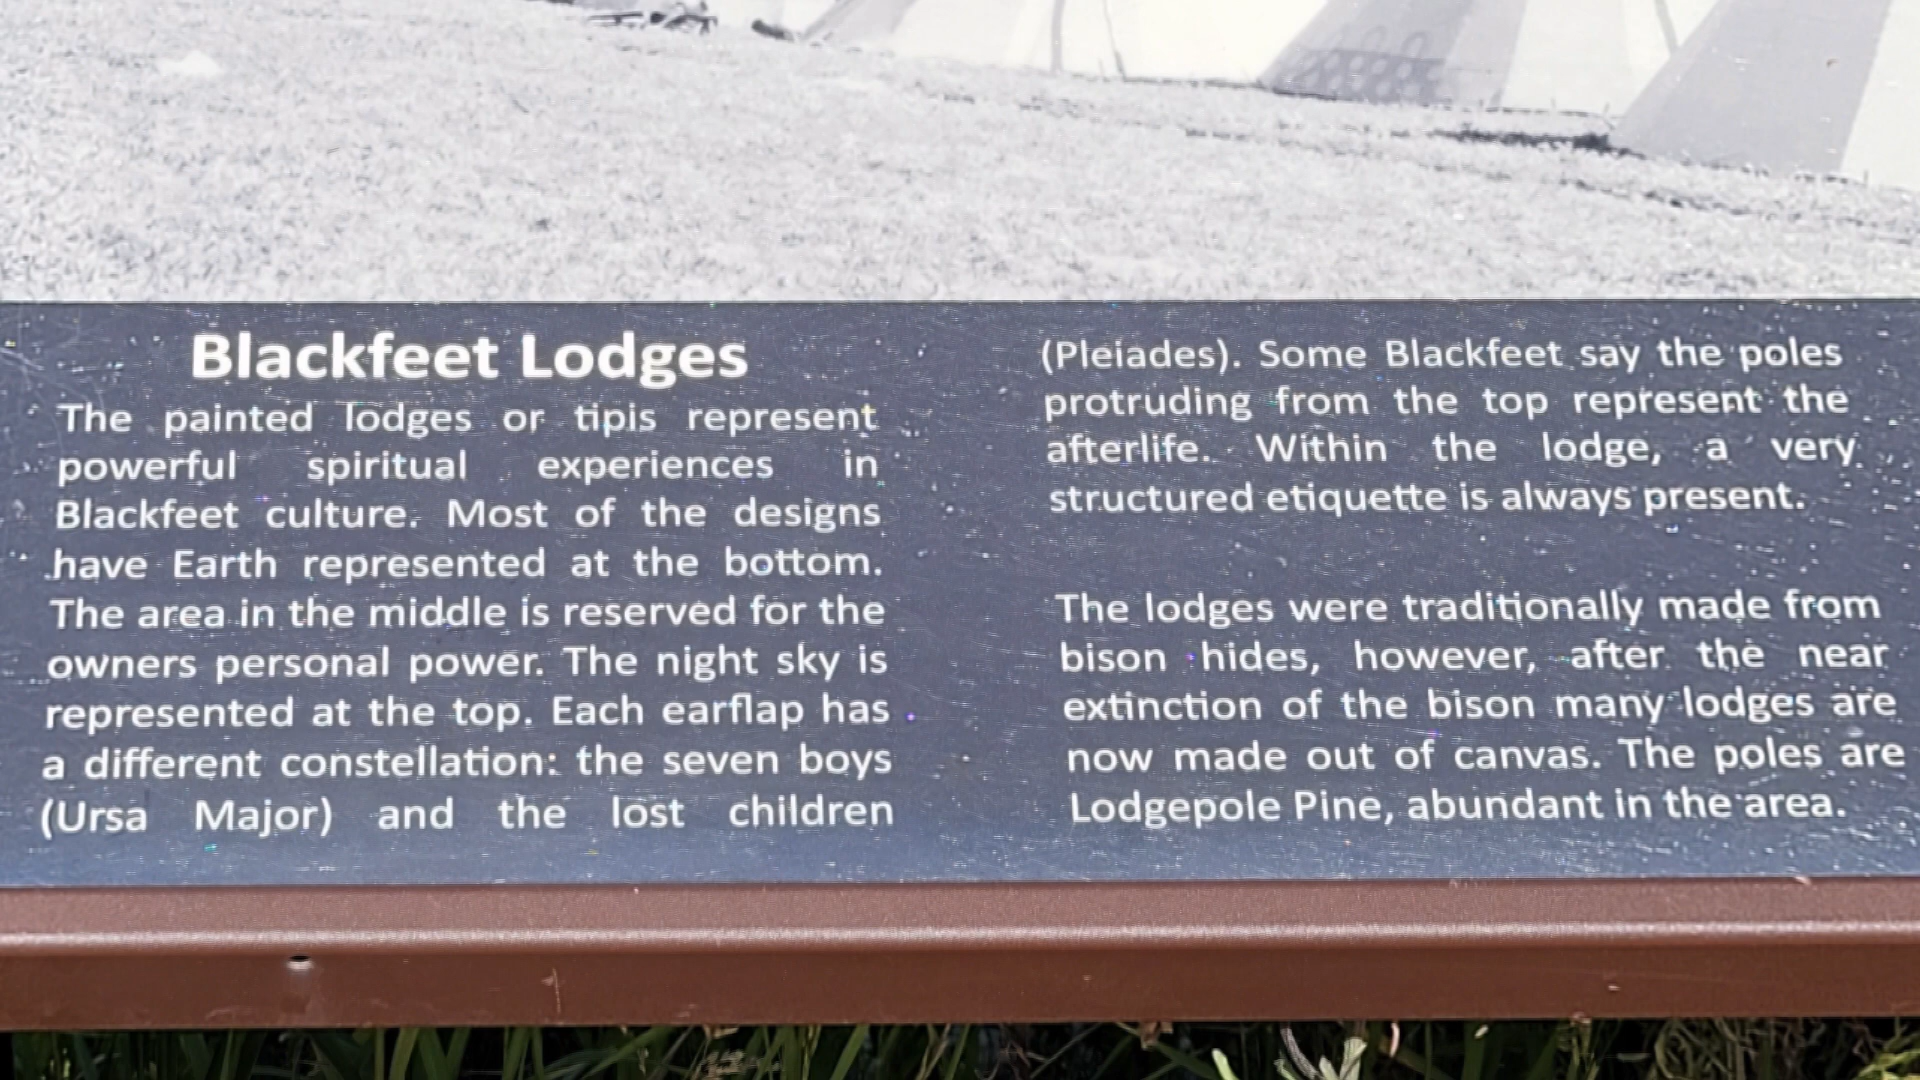 Blackfeet Lodges
The painted lodges or tipis represent
powerful spiritual experiences in
Blackfeet culture. Most of the designs
have Earth represented at the bottom.
The area in the middle is reserved for the
owners personal power. The night sky is
represented at the top. Each earflap has
a different constellation: the seven boys
(Ursa Major) and the lost children
(Pleiades). Some Blackfeet say the poles
protruding from the top represent the
afterlife. Within the lodge, a very
structured etiquette is always present.
The lodges were traditionally made from
bison hides, however, after the near
extinction of the bison many lodges are
now made out of canvas. The poles are
Lodgepole Pine, abundant in the area.